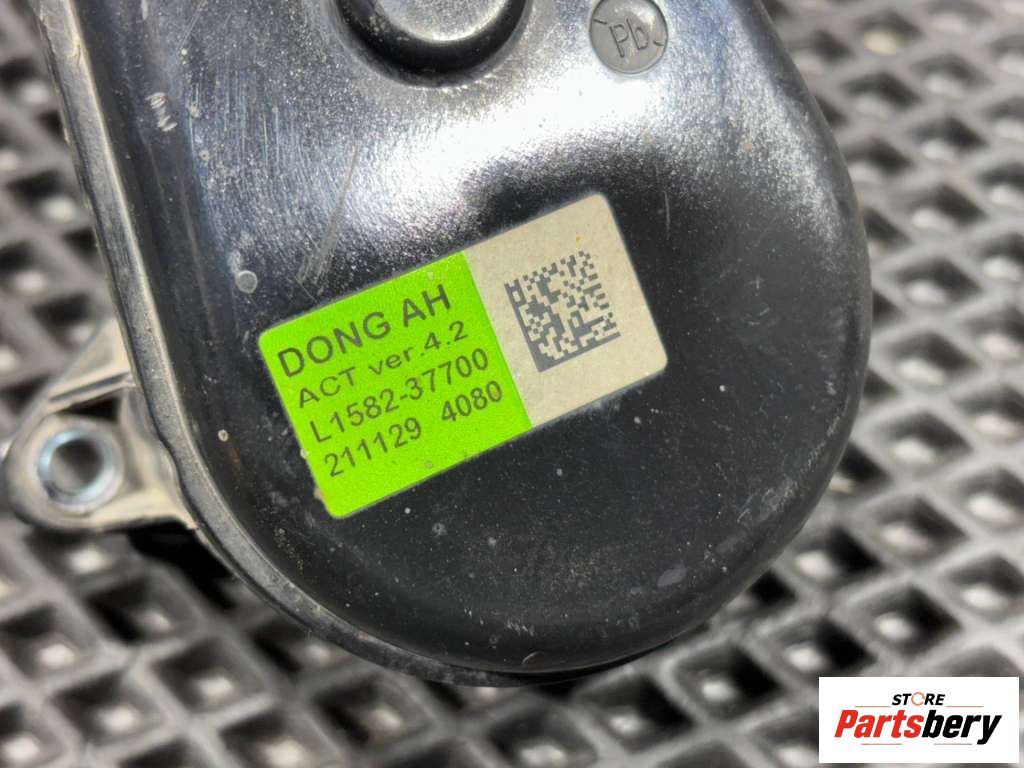 Pb
DONG AH
ACT ver.4.2
L1582-37700
211129 4080
STORE
Partsbery